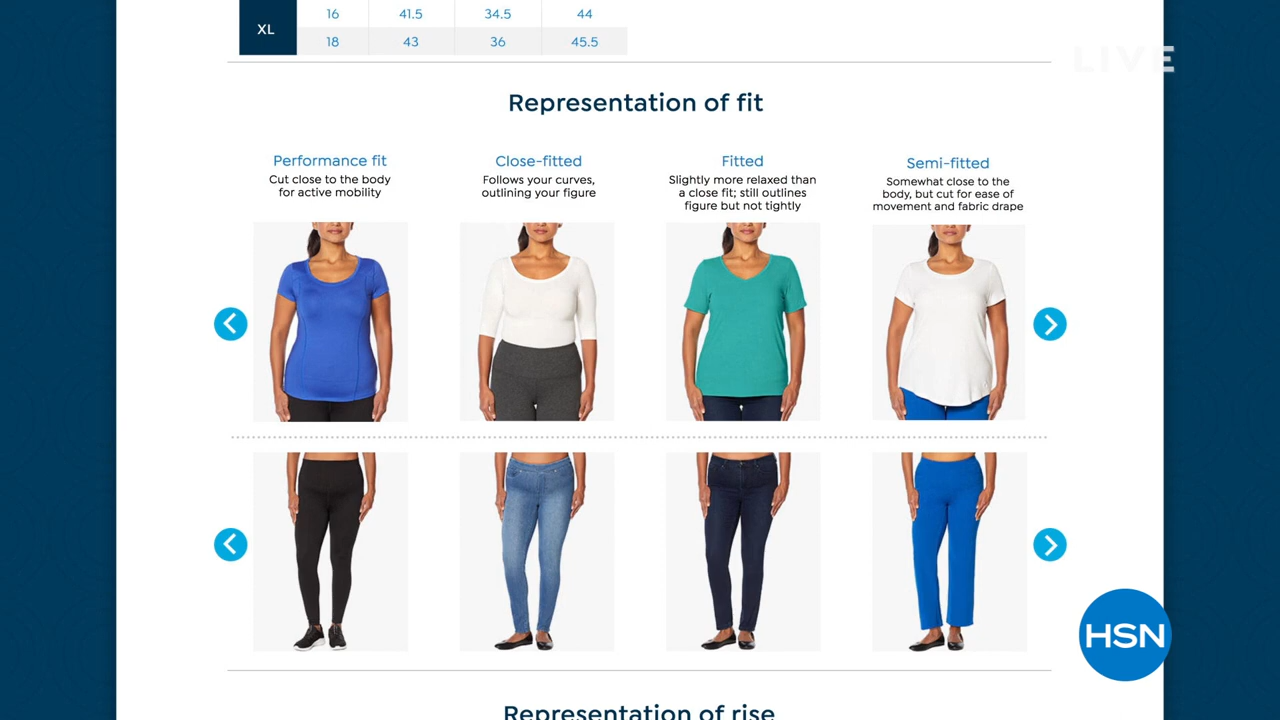 16 41.5 34.5 44
XL
18 43 36 45.5
LIVE
Representation of fit
Performance fit
Cut close to the body
for active mobility
Close-fitted
Follows your curves,
outlining your figure
Fitted
Slightly more relaxed than
a close fit; still outlines
figure but not tightly
Semi-fitted
Somewhat close to the
body, but cut for ease of
movement and fabric drape
HSN
Representation of rise